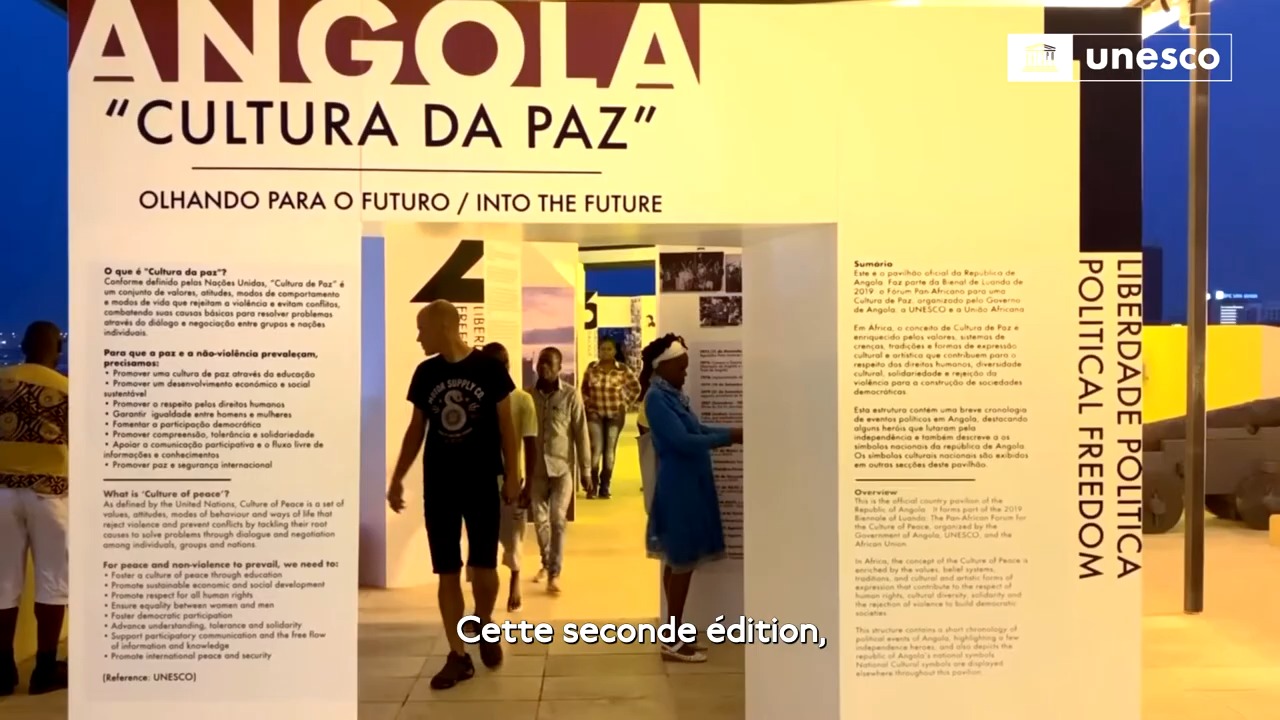 ANGOLA
"CULTURA DA PAZ"
OLHANDO PARA O FUTURO / INTO THE FUTURE
unesco
O que é "Cultura da paz"?
Conforme definido pelas Nações Unidas, "Cultura de Paz" é
um conjunto de valores, atitudes, modos de comportamento
e modos de vida que rejeitam a violência e evitam conflitos,
combatendo suas causas básicas para resolver problemas
através do diálogo e negociação entre grupos e nações
individuais.
Para que a paz e a não-violência prevaleçam,
precisamos:
• Promover uma cultura de paz através da educação
• Promover um desenvolvimento económico e social
sustentável
• Promover o respeito pelos direitos humanos
• Garantir igualdade entre homens e mulheres
• Fomentar a participação democrática
• Promover compreensão, tolerância e solidariedade
• Apoiar a comunicação participativa e o fluxo livre de
informações e conhecimentos
• Promover paz e segurança internacional
What is 'Culture of peace'?
As defined by the United Nations, Culture of Peace is a set of
values, attitudes, modes of behaviour and ways of life that
reject violence and prevent conflicts by tackling their root
causes to solve problems through dialogue and negotiation
among individuals, groups and nations.
For peace and non-violence to prevail, we need to:
• Foster a culture of peace through education
• Promote sustainable economic and social development
• Promote respect for all human rights
• Ensure equality between women and men
• Foster democratic participation
• Advance understanding, tolerance and solidarity
• Support participatory communication and the free flow
of information and knowledge
• Promote international peace and security
(Reference: UNESCO)
4
SUPPLY CO.
Sumário
Este é o pavilhão oficial da República de
Angola. Faz parte da Bienal de Luanda de
2019: o Fórum Pan Africano para uma
Cultura de Paz, organizado pelo Governo
de Angola, a UNESCO e a União Africana
Em África, o conceito de Cultura de Paz é
enriquecido pelos valores, sistemas de
crenças, tradições e formas de expressão
cultural e artística que contribuem para o
respeito dos direitos humanos, diversidade
cultural, solidariedade e rejeição da
violência para a construção de sociedades
democráticas.
Esta estrutura contém uma breve cronologia
de eventos políticos em Angola, destacando
alguns heróis que lutaram pela
independência e também descreve a os
símbolos nacionais da república de Angola.
Os símbolos culturais nacionais são exibidos
em outras secções deste pavilhão.
Overview
This is the official country pavilion of the
Republic of Angola. It forms part of the 2019
Biennale of Luanda: The Pan-African Forum for
the Culture of Peace, organized by the
Government of Angola, UNESCO, and the
African Union.
In Africa, the concept of the Culture of Peace is
enriched by the values, belief systems,
traditions, and cultural and artistic forms of
expression that contribute to the respect of
human rights, cultural diversity, solidarity and
the rejection of violence to build democratic
societies.
This structure contains a short chronology of
political events of Angola, highlighting a few
independence heroes, and also depicts the
republic of Angola's national symbols.
National Cultural symbols are displayed
elsewhere throughout this pavilion.
LIBERDADE POLÍTICA
POLITICAL FREEDOM
Cette seconde édition,